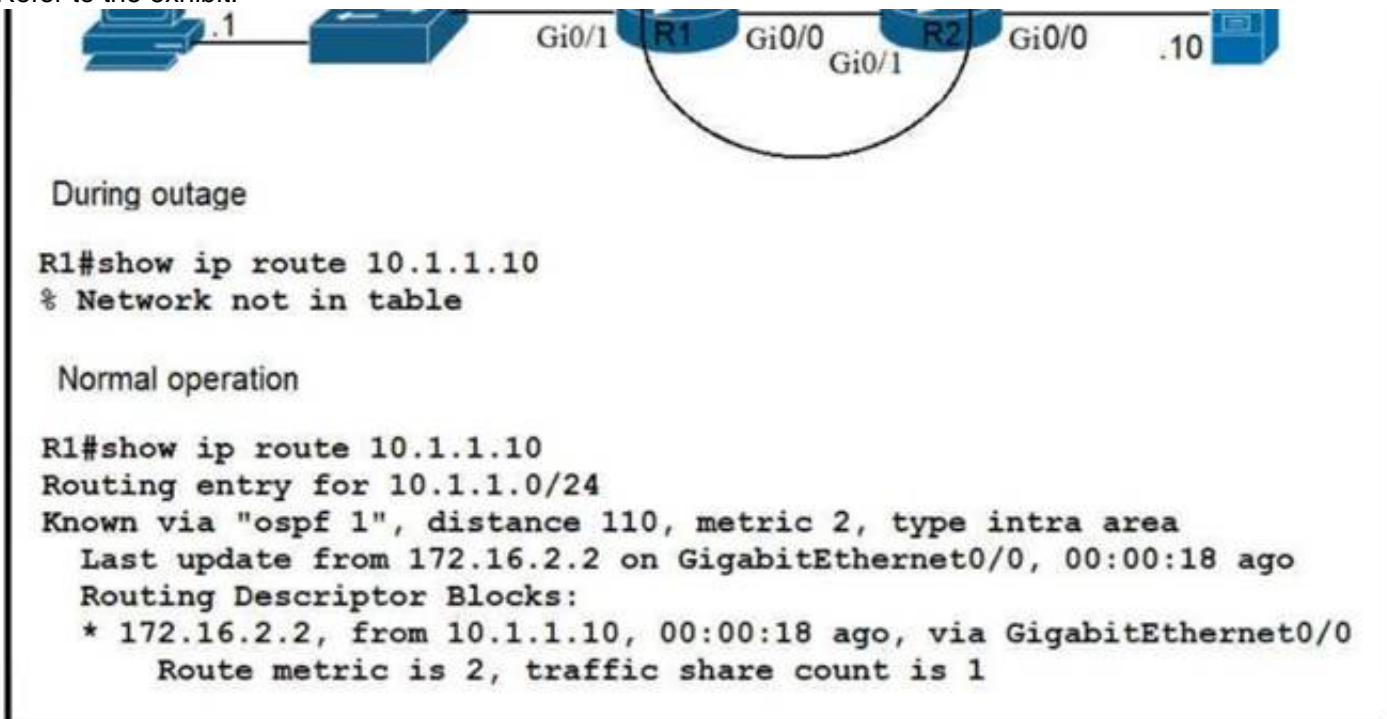 Refer to the exhibit.
.1
Gi0/1
R1
Gi0/0
Gi0/1
R2
Gi0/0
.10
During outage
R1#show ip route 10.1.1.10
% Network not in table
Normal operation
R1#show ip route 10.1.1.10
Routing entry for 10.1.1.0/24
Known via "ospf 1", distance 110, metric 2, type intra area
Last update from 172.16.2.2 on GigabitEthernet0/0, 00:00:18 ago
Routing Descriptor Blocks:
* 172.16.2.2, from 10.1.1.10, 00:00:18 ago, via GigabitEthernet0/0
Route metric is 2, traffic share count is 1